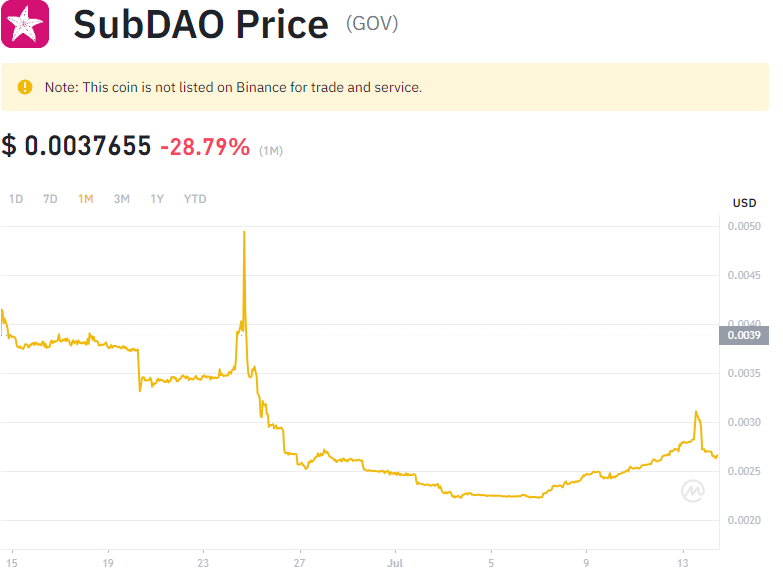 SubDAO Price (GOV)
Note: This coin is not listed on Binance for trade and service.
$ 0.0037655 -28.79% (1M)
1D 7D 1M 3M 1Y YTD
USD
0.0050
0.0045
0.0040
0.0039
0.0035
0.0030
0.0025
0.0020
15 19 23 27 Jul 5 9 13